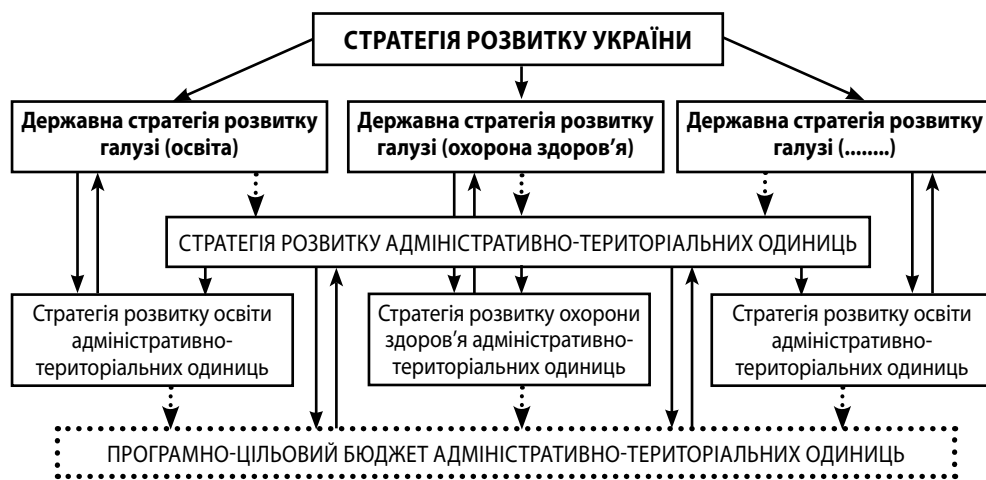 СТРАТЕГІЯ РОЗВИТКУ УКРАЇНИ
Державна стратегія розвитку
галузі (освіта)
Державна стратегія розвитку
галузі (охорона здоров'я)
Державна стратегія розвитку
галузі (........)
СТРАТЕГІЯ РОЗВИТКУ АДМІНІСТРАТИВНО-ТЕРИТОРІАЛЬНИХ ОДИНИЦЬ
Стратегія розвитку освіти
адміністративно-
територіальних одиниць
Стратегія розвитку охорони
здоров'я адміністративно-
територіальних одиниць
Стратегія розвитку освіти
адміністративно-
територіальних одиниць
ПРОГРАМНО-ЦІЛЬОВИЙ БЮДЖЕТ АДМІНІСТРАТИВНО-ТЕРИТОРІАЛЬНИХ ОДИНИЦЬ